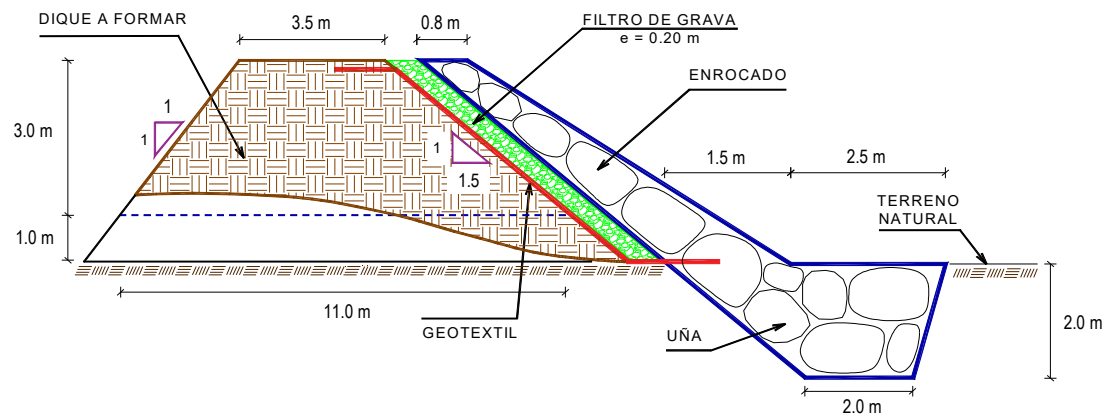 DIQUE A FORMAR
3.5 m
0.8 m
FILTRO DE GRAVA
e = 0.20 m
ENROCADO
3.0 m
1
1
1
1.5
1.5 m
2.5 m
TERRENO
NATURAL
1.0 m
11.0 m
GEOTEXTIL
UÑA
2.0 m
2.0 m